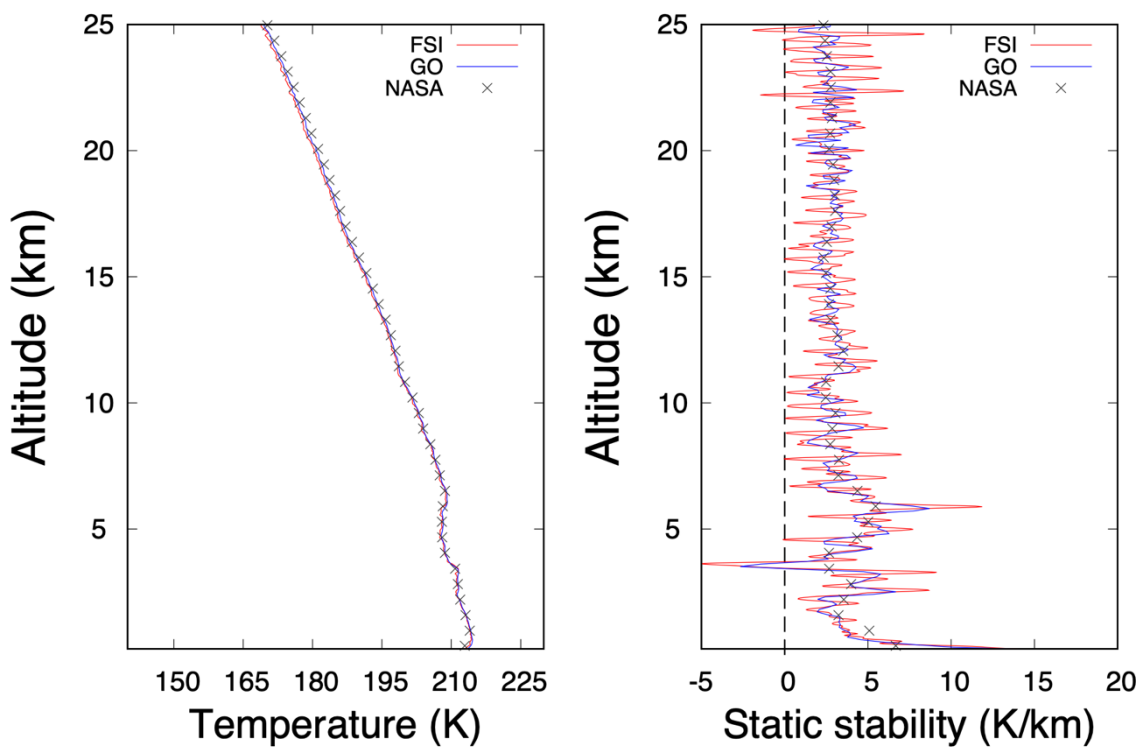 25
20
15
10
5
Altitude (km)
150 165 180 195 210 225
Temperature (K)
FSI
GO
NASA
25
20
15
10
5
Altitude (km)
-5 0 5 10 15 20
Static stability (K/km)
FSI
GO
NASA